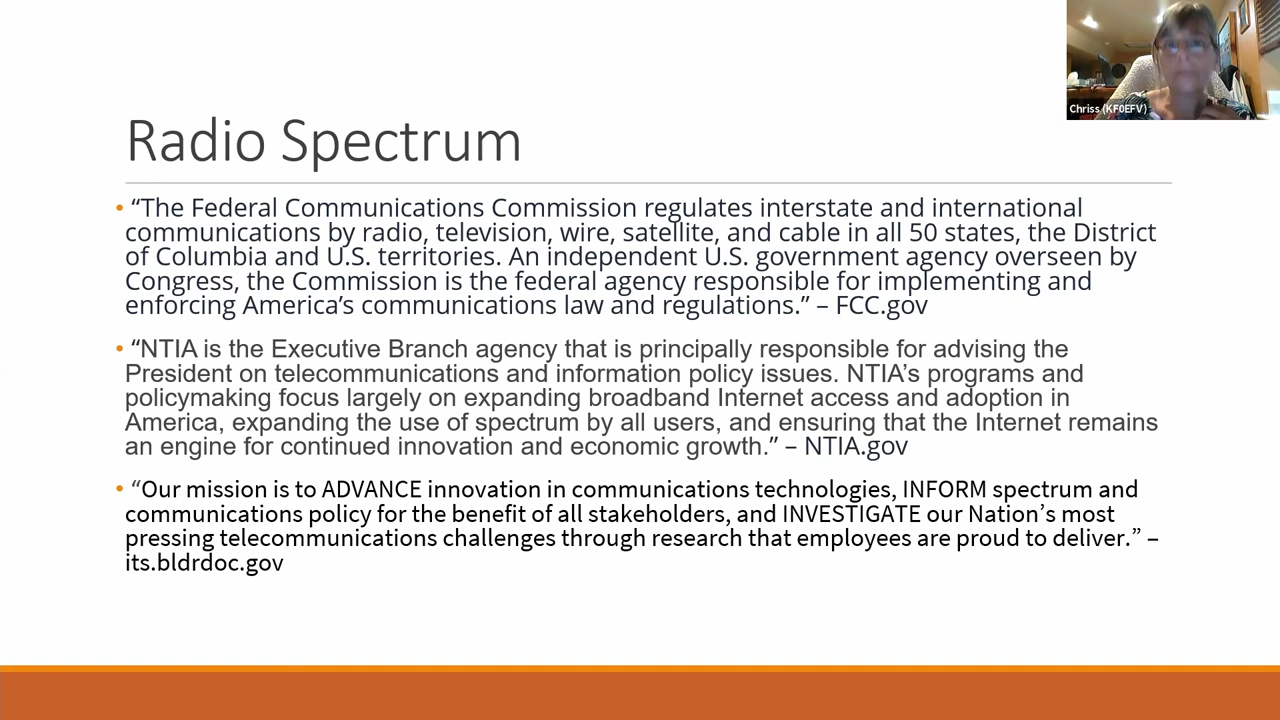 Chriss (KF0EFV)
Radio Spectrum
• “The Federal Communications Commission regulates interstate and international
communications by radio, television, wire, satellite, and cable in all 50 states, the District
of Columbia and U.S. territories. An independent U.S. government agency overseen by
Congress, the Commission is the federal agency responsible for implementing and
enforcing America’s communications law and regulations.” – FCC.gov
• “NTIA is the Executive Branch agency that is principally responsible for advising the
President on telecommunications and information policy issues. NTIA’s programs and
policymaking focus largely on expanding broadband Internet access and adoption in
America, expanding the use of spectrum by all users, and ensuring that the Internet remains
an engine for continued innovation and economic growth.” – NTIA.gov
• “Our mission is to ADVANCE innovation in communications technologies, INFORM spectrum and
communications policy for the benefit of all stakeholders, and INVESTIGATE our Nation’s most
pressing telecommunications challenges through research that employees are proud to deliver.” –
its.bldrdoc.gov